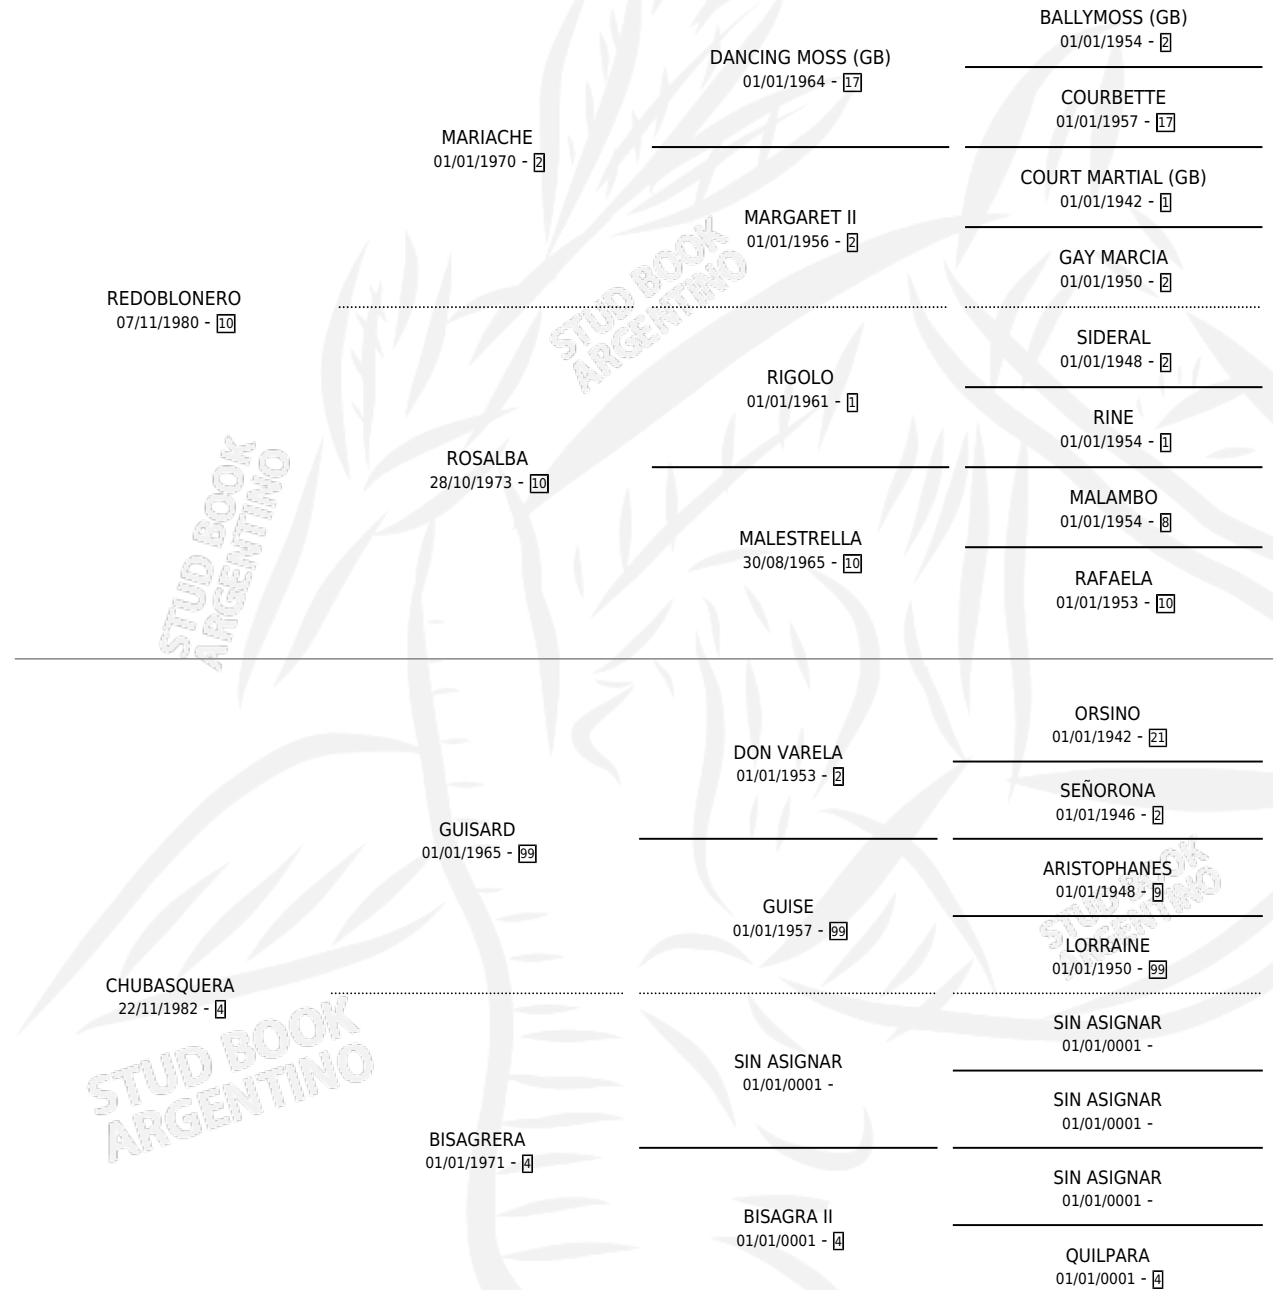 BALLYMOSS (GB)
01/01/1954 - 2
DANCING MOSS (GB)
01/01/1964 - 17
COURBETTE
01/01/1957 - 17
MARIACHE
01/01/1970 - 2
COURT MARTIAL (GB)
01/01/1942 - 1
MARGARET II
01/01/1956 - 2
GAY MARCIA
01/01/1950 - 2
REDOBLONERO
07/11/1980 - 10
STUD BOOK
ARGENTINO
SIDERAL
01/01/1948 - 2
RIGOLO
01/01/1961 - 1
RINE
01/01/1954 - 1
ROSALBA
28/10/1973 - 10
MALAMBO
01/01/1954 - 8
MALESTRELLA
30/08/1965 - 10
RAFAELA
01/01/1953 - 10
STUD BOOK
ARGENTINO
ORSINO
01/01/1942 - 21
DON VARELA
01/01/1953 - 2
SEÑORONA
01/01/1946 - 2
GUISARD
01/01/1965 - 99
ARISTOPHANES
01/01/1948 - 9
GUISE
01/01/1957 - 99
STUD BOOK
ARGENTINO
LORRAINE
01/01/1950 - 99
CHUBASQUERA
22/11/1982 - 4
STUD BOOK
ARGENTINO
SIN ASIGNAR
01/01/0001 -
SIN ASIGNAR
01/01/0001 -
SIN ASIGNAR
01/01/0001 -
BISAGRERA
01/01/1971 - 4
SIN ASIGNAR
01/01/0001 -
BISAGRA II
01/01/0001 - 4
QUILPARA
01/01/0001 - 4